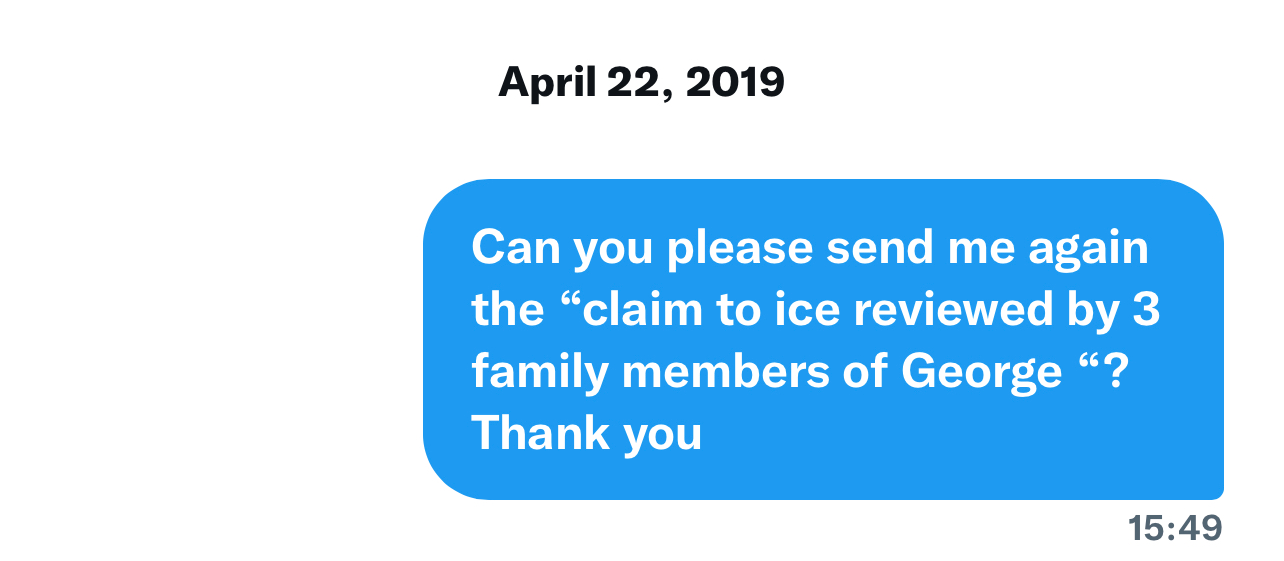 April 22, 2019
Can you please send me again
the “claim to ice reviewed by 3
family members of George “?
Thank you
15:49